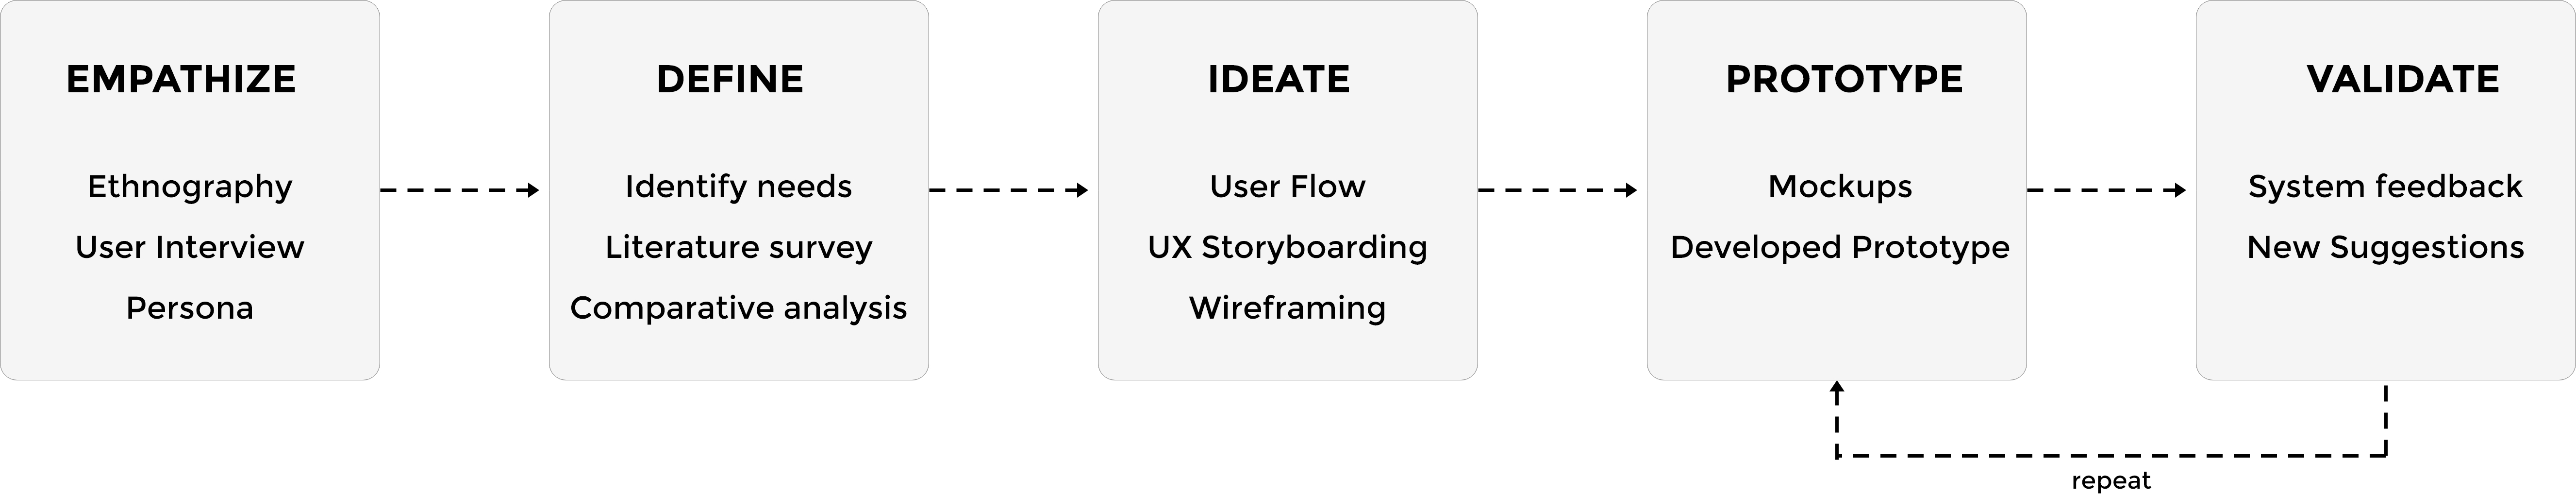 EMPATHIZE
Ethnography
User Interview
Persona
DEFINE
Identify needs
Literature survey
Comparative analysis
IDEATE
User Flow
UX Storyboarding
Wireframing
PROTOTYPE
Mockups
Developed Prototype
VALIDATE
System feedback
New Suggestions
repeat